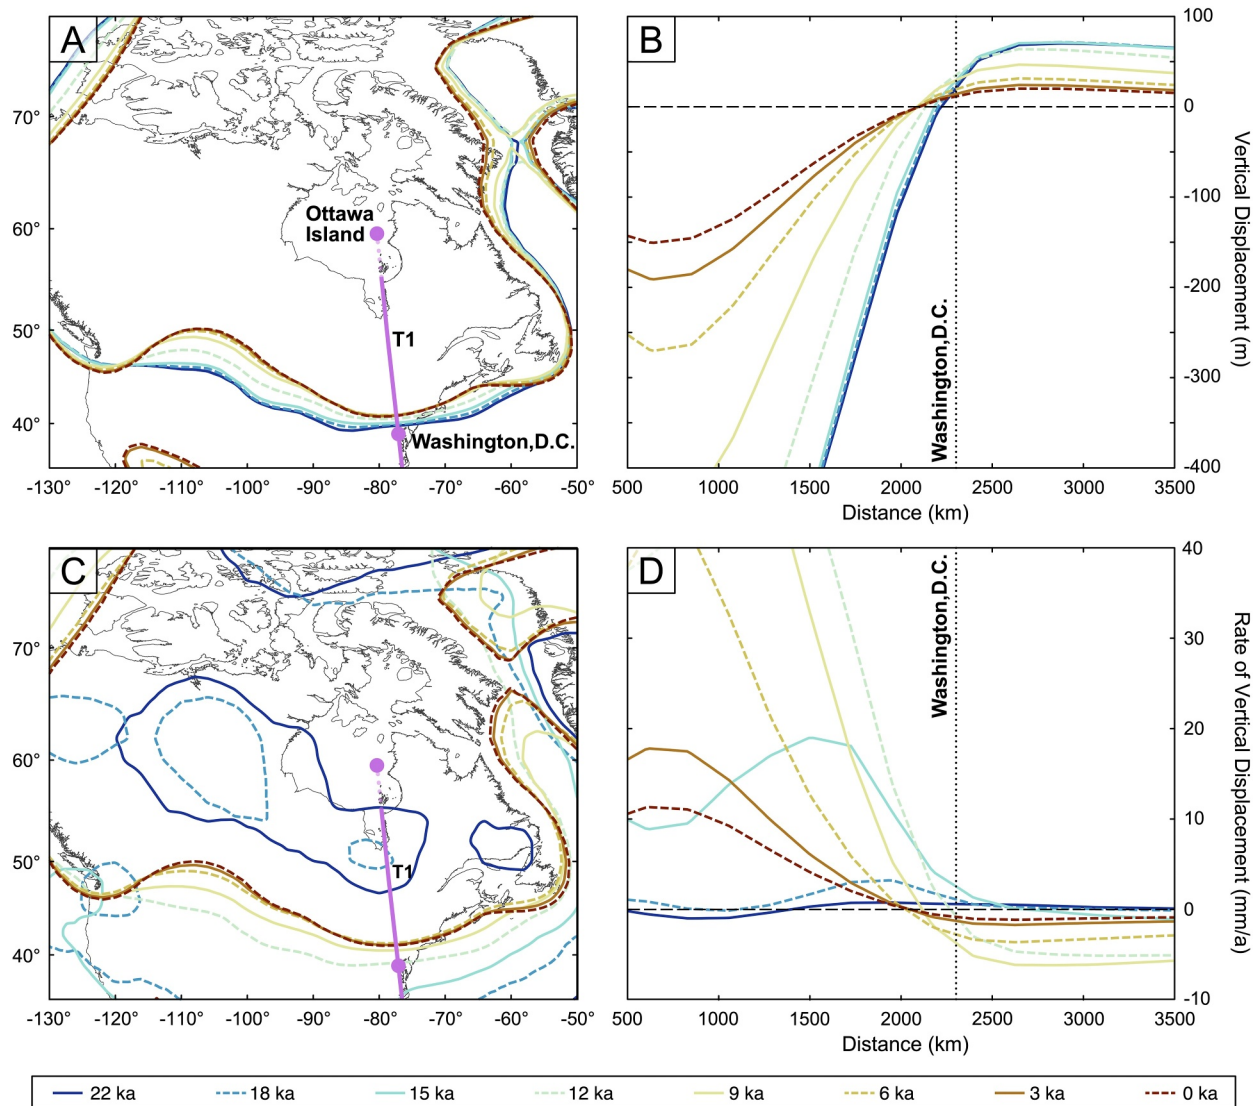 A
70°
60°
50°
40°
-130 -120° -110° -100° -90° -80° -70° -60° -50°
Ottawa
Island
T1
Washington,D.C.
B
100
0
-100
-200
-300
-400
Vertical Displacement (m)
Washington,D.C.
500 1000 1500 2000 2500 3000 3500
Distance (km)
C
70°
60°
50°
40°
-130 -120° -110° -100° -90° -80° -70° -60° -50°
T1
D
40
30
20
10
0
-10
Rate of Vertical Displacement (mm/a)
Washington,D.C.
500 1000 1500 2000 2500 3000 3500
Distance (km)
22 ka 18 ka 15 ka 12 ka 9 ka 6 ka 3 ka 0 ka